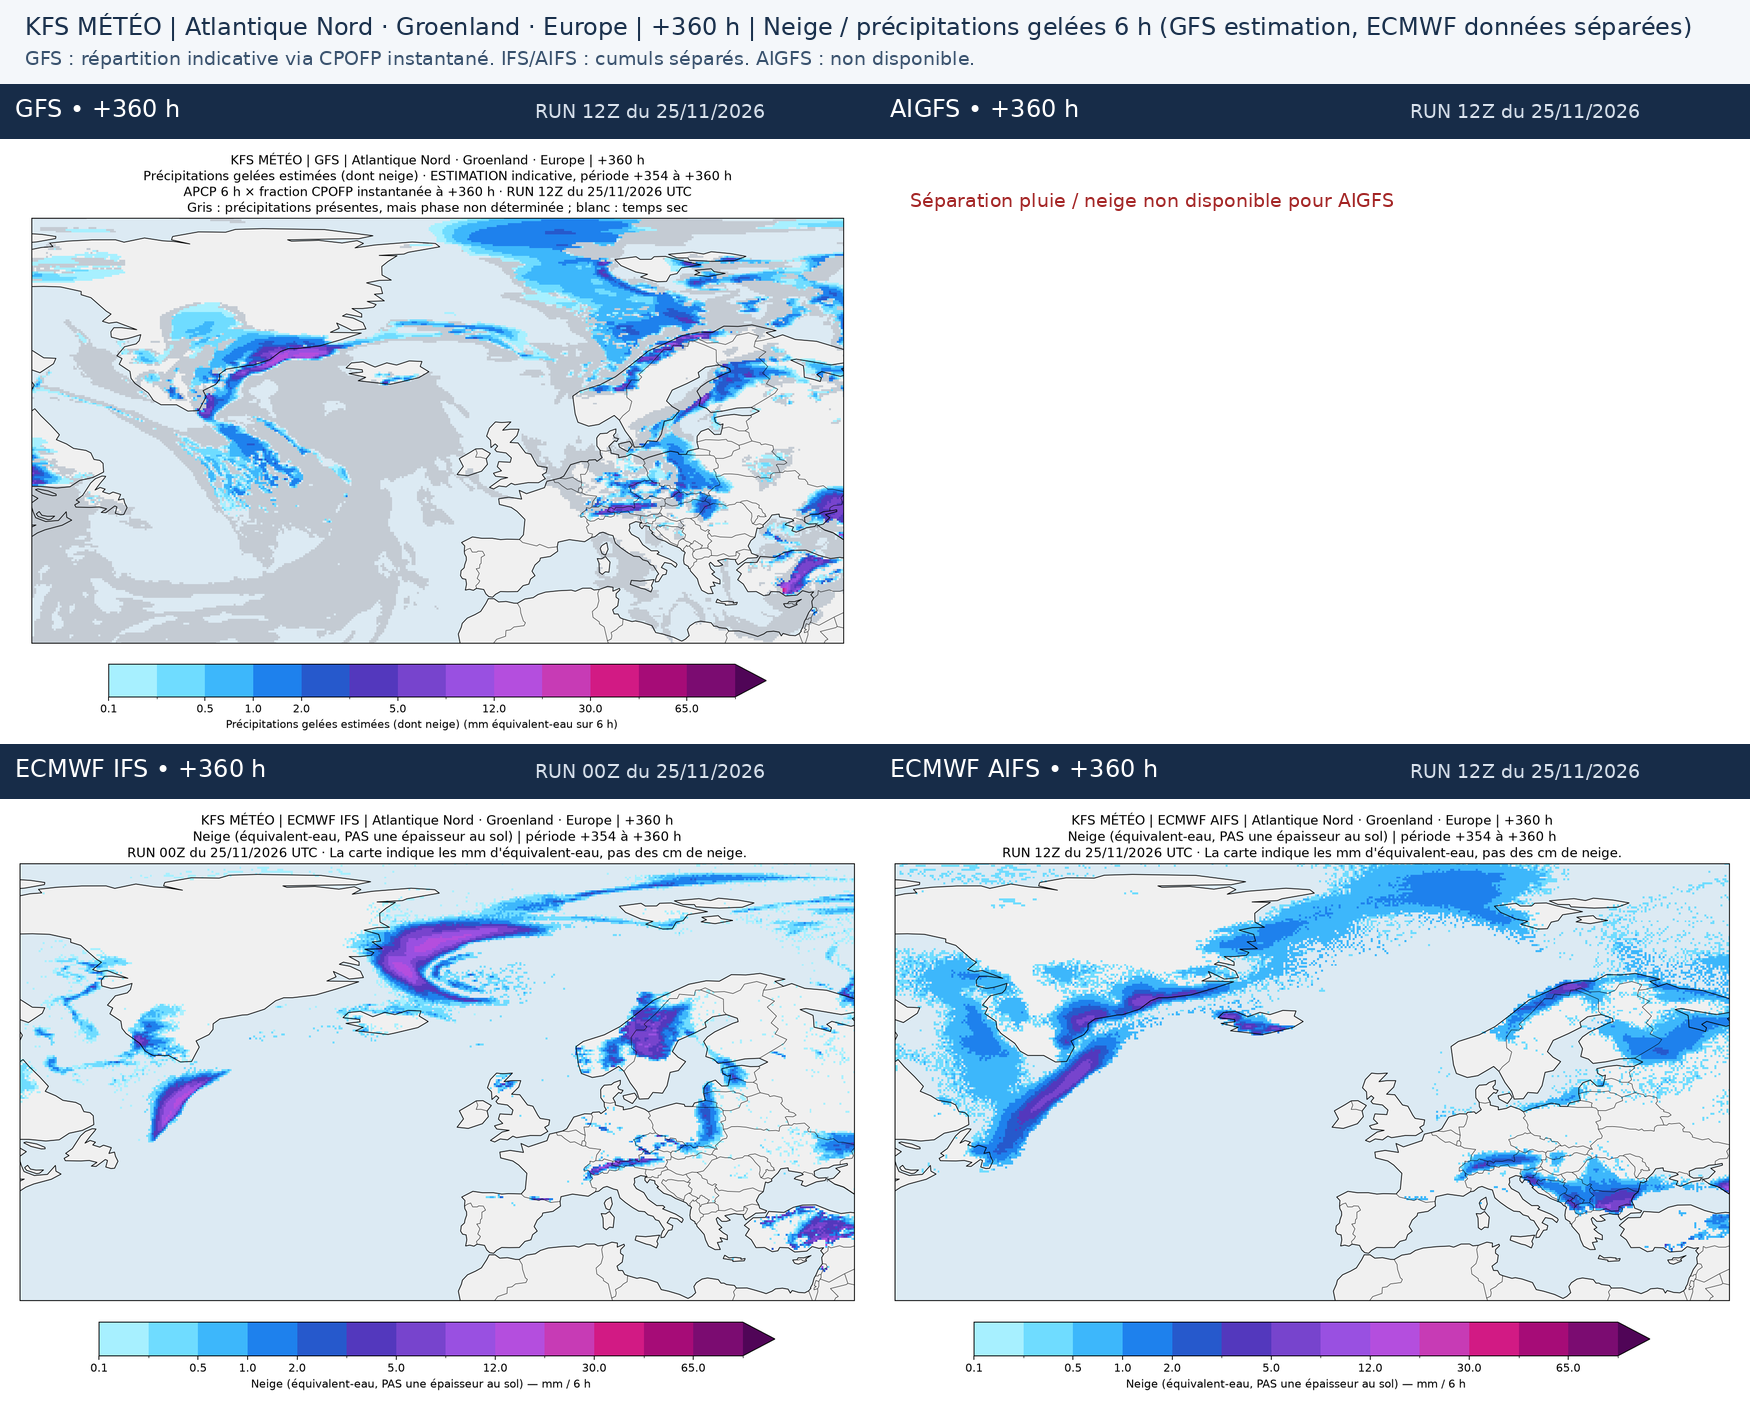 KFS MÉTÉO | Atlantique Nord · Groenland · Europe | +360 h | Neige / précipitations gelées 6 h (GFS estimation, ECMWF données séparées)
GFS : répartition indicative via CPOFP instantané. IFS/AIFS : cumuls séparés. AIGFS : non disponible.
GFS • +360 h
RUN 12Z du 25/11/2026
AIGFS • +360 h
RUN 12Z du 25/11/2026
KFS MÉTÉO | GFS | Atlantique Nord · Groenland · Europe | +360 h
Précipitations gelées estimées (dont neige) · ESTIMATION indicative, période +354 à +360 h
APCP 6 h × fraction CPOFP instantanée à +360 h · RUN 12Z du 25/11/2026 UTC
Gris : précipitations présentes, mais phase non déterminée ; blanc : temps sec
Séparation pluie / neige non disponible pour AIGFS
0.1 0.5 1.0 2.0 5.0 12.0 30.0 65.0
Précipitations gelées estimées (dont neige) (mm équivalent-eau sur 6 h)
ECMWF IFS • +360 h
RUN 00Z du 25/11/2026
ECMWF AIFS • +360 h
RUN 12Z du 25/11/2026
KFS MÉTÉO | ECMWF IFS | Atlantique Nord · Groenland · Europe | +360 h
Neige (équivalent-eau, PAS une épaisseur au sol) | période +354 à +360 h
RUN 00Z du 25/11/2026 UTC · La carte indique les mm d'équivalent-eau, pas des cm de neige.
KFS MÉTÉO | ECMWF AIFS | Atlantique Nord · Groenland · Europe | +360 h
Neige (équivalent-eau, PAS une épaisseur au sol) | période +354 à +360 h
RUN 12Z du 25/11/2026 UTC · La carte indique les mm d'équivalent-eau, pas des cm de neige.
0.1 0.5 1.0 2.0 5.0 12.0 30.0 65.0
Neige (équivalent-eau, PAS une épaisseur au sol) — mm / 6 h
0.1 0.5 1.0 2.0 5.0 12.0 30.0 65.0
Neige (équivalent-eau, PAS une épaisseur au sol) — mm / 6 h